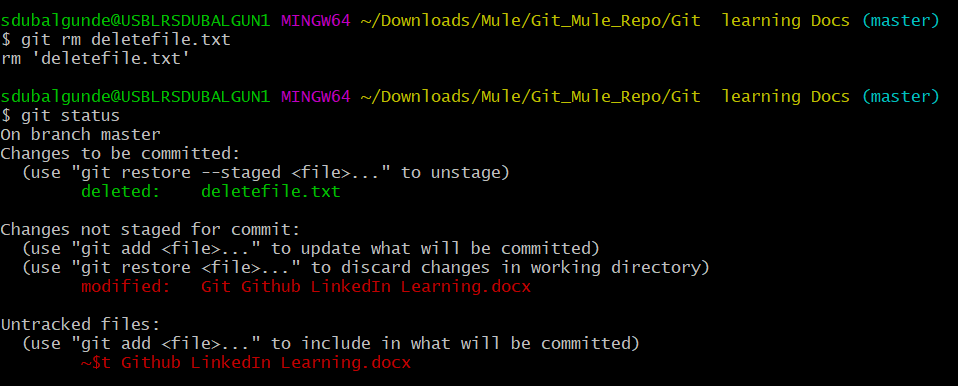 sdubalgunde@USBLRSDUBALGUN1 MINGW64 ~/Downloads/Mule/Git_Mule_Repo/Git  learning Docs (master)
$ git rm deletefile.txt
rm 'deletefile.txt'
sdubalgunde@USBLRSDUBALGUN1 MINGW64 ~/Downloads/Mule/Git_Mule_Repo/Git  learning Docs (master)
$ git status
On branch master
Changes to be committed:
  (use "git restore --staged <file>..." to unstage)
        deleted:    deletefile.txt
Changes not staged for commit:
  (use "git add <file>..." to update what will be committed)
  (use "git restore <file>..." to discard changes in working directory)
        modified:   Git Github LinkedIn Learning.docx
Untracked files:
  (use "git add <file>..." to include in what will be committed)
        ~$t Github LinkedIn Learning.docx